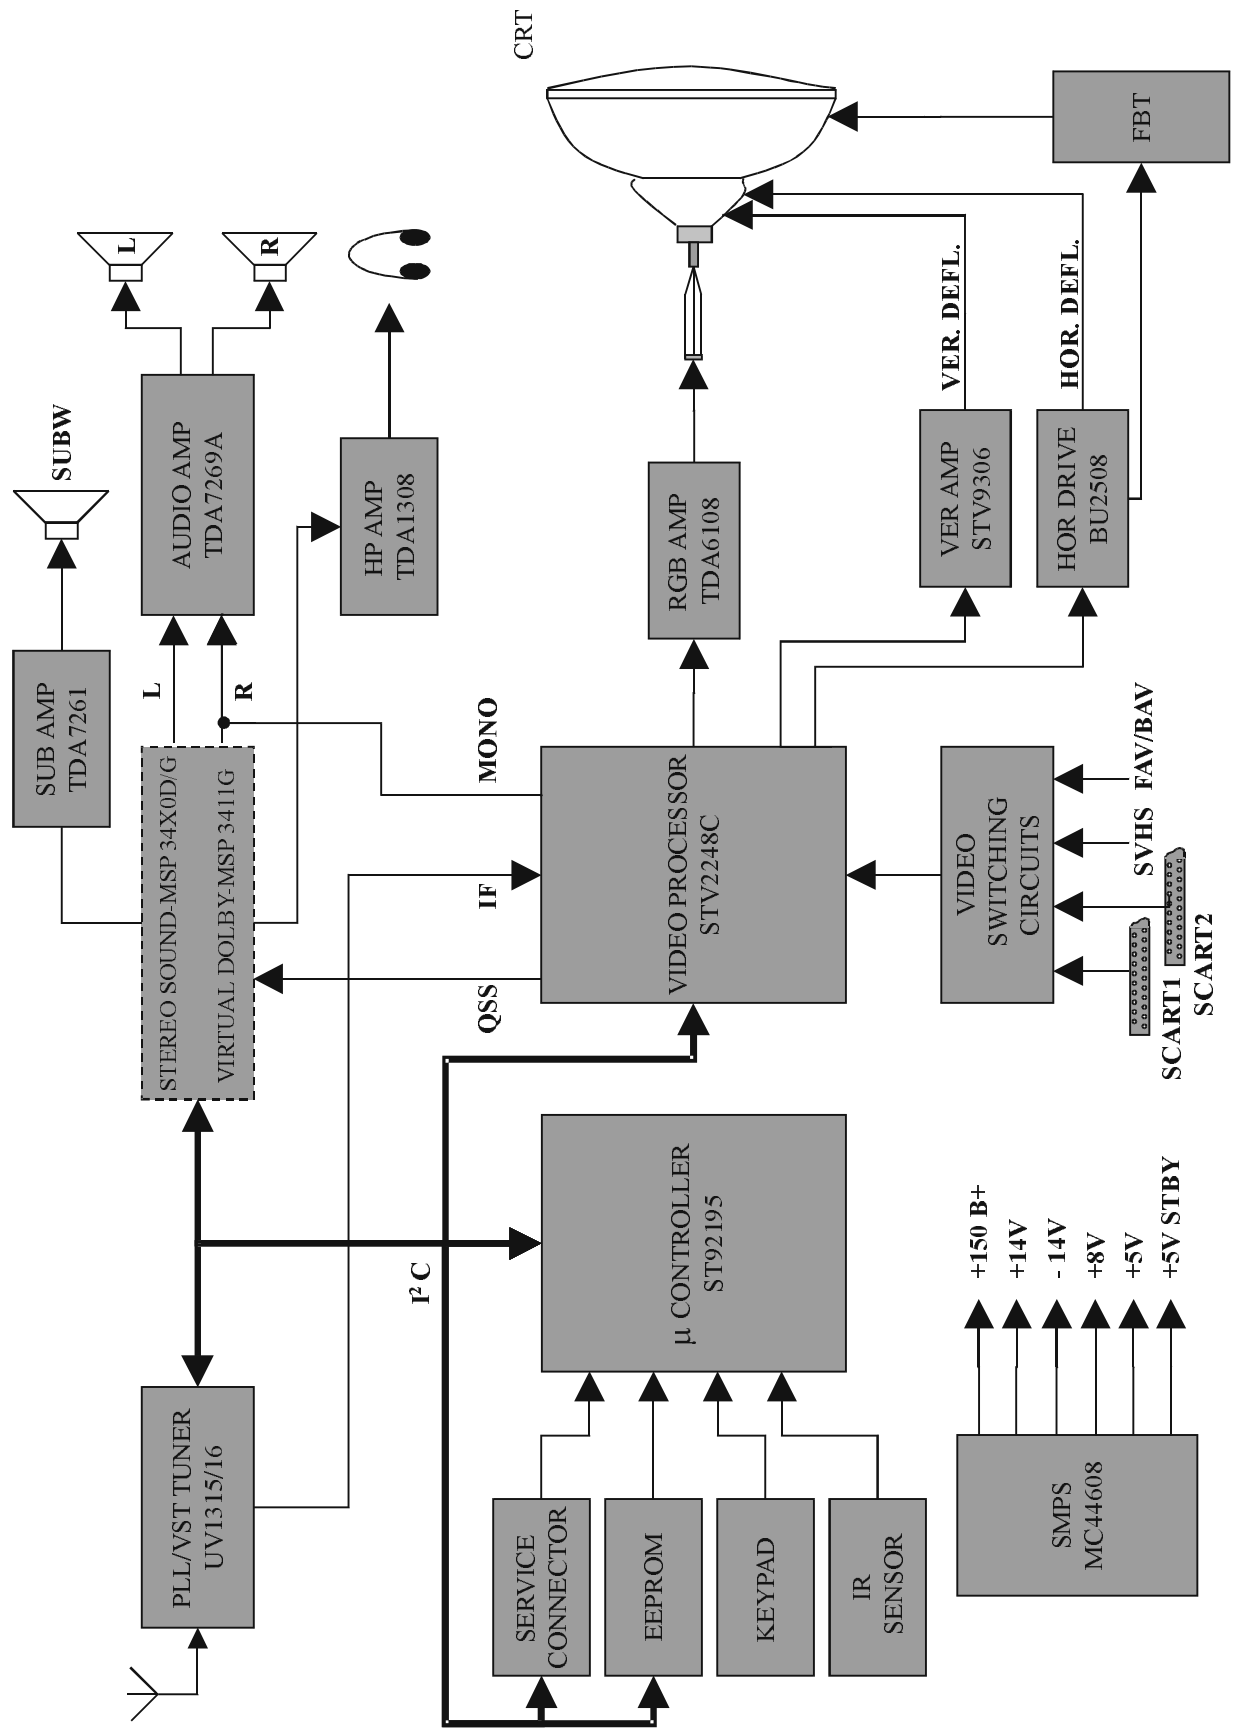 SUBW
L
R
CRT
SUB AMP
TDA7261
AUDIO AMP
TDA7269A
HP AMP
TDA1308
RGB AMP
TDA6108
VER. DEFL.
HOR. DEFL.
FBT
VER AMP
STV9306
HOR DRIVE
BU2508
L
R
STEREO SOUND-MSP 34X0D/G
VIRTUAL DOLBY-MSP 3411G
MONO
IF
QSS
VIDEO PROCESSOR
STV2248C
VIDEO
SWITCHING
CIRCUITS
FAV/BAV
SVHS
SCART1
SCART2
PLL/VST TUNER
UV1315/16
I² C
μ CONTROLLER
ST92195
SERVICE
CONNECTOR
EEPROM
KEYPAD
IR
SENSOR
SMPS
MC44608
+150 B+
+14V
- 14V
+8V
+5V
+5V STBY